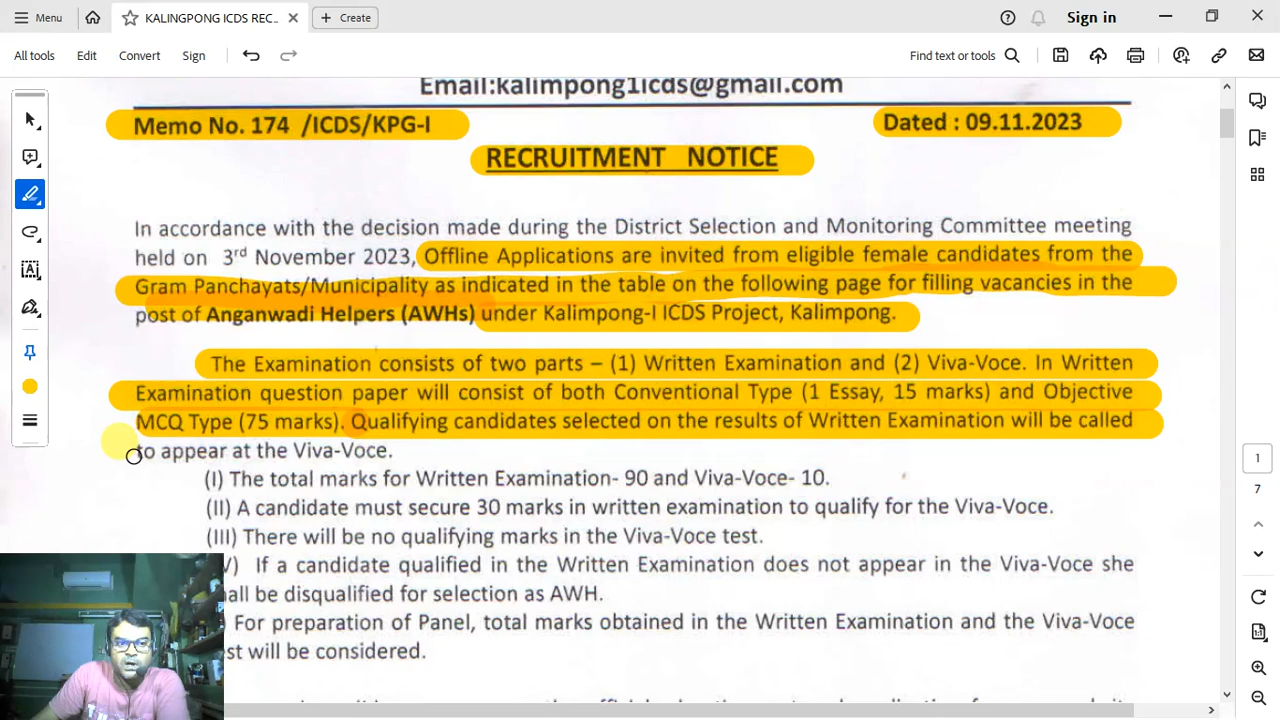 Menu
KALINGPONG ICDS REC...
Create
Sign in
All tools Edit Convert Sign
Find text or tools
Email:kalimpong1icds@gmail.com
Memo No. 174 /ICDS/KPG-I Dated : 09.11.2023
RECRUITMENT NOTICE
In accordance with the decision made during the District Selection and Monitoring Committee meeting
held on 3rd November 2023, Offline Applications are invited from eligible female candidates from the
Gram Panchayats/Municipality as indicated in the table on the following page for filling vacancies in the
post of Anganwadi Helpers (AWHs) under Kalimpong-I ICDS Project, Kalimpong.
The Examination consists of two parts – (1) Written Examination and (2) Viva-Voce. In Written
Examination question paper will consist of both Conventional Type (1 Essay, 15 marks) and Objective
MCQ Type (75 marks). Qualifying candidates selected on the results of Written Examination will be called
to appear at the Viva-Voce.
(I) The total marks for Written Examination- 90 and Viva-Voce- 10.
(II) A candidate must secure 30 marks in written examination to qualify for the Viva-Voce.
(III) There will be no qualifying marks in the Viva-Voce test.
V) If a candidate qualified in the Written Examination does not appear in the Viva-Voce she
all be disqualified for selection as AWH.
) For preparation of Panel, total marks obtained in the Written Examination and the Viva-Voce
est will be considered.
1
7